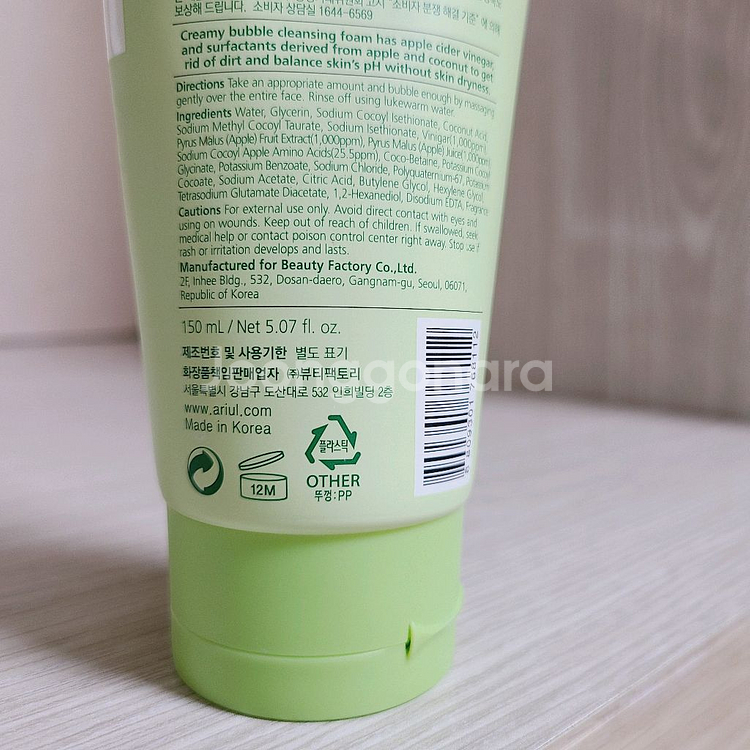 보상해 드립니다. 소비자 상담실 1644-6569
Creamy bubble cleansing foam has apple cider vinegar,
and surfactants derived from apple and coconut to get
rid of dirt and balance skin's pH without skin dryness.
Directions Take an appropriate amount and bubble enough by massaging
gently over the entire face. Rinse off using lukewarm water.
Ingredients Water, Glycerin, Sodium Cocoyl Isethionate, Coconut Acid,
Sodium Methyl Cocoyl Taurate, Sodium Isethionate, Vinigar(1,000ppm),
Pyrus Malus (Apple) Fruit Extract(1,000ppm), Pyrus Malus (Apple) Juice(1,000ppm),
Sodium Cocoyl Apple Amino Acids(25.5ppm), Coco-Betaine, Potassium Cocoyl
Glycinate, Potassium Benzoate, Sodium Chloride, Polyquaternium-67, Potassium
Cocoate, Sodium Acetate, Citric Acid, Butylene Glycol, Hexylene Glycol,
Tetrasodium Glutamate Diacetate, 1,2-Hexanediol, Disodium EDTA, Fragrance
Cautions For external use only. Avoid direct contact with eyes and
using on wounds. Keep out of reach of children. If swallowed, seek
medical help or contact poison control center right away. Stop use if
rash or irritation develops and lasts.
Manufactured for Beauty Factory Co.,Ltd.
2F, Inhee Bldg., 532, Dosan-daero, Gangnam-gu, Seoul, 06071,
Republic of Korea
150 mL / Net 5.07 fl. oz.
제조번호 및 사용기한 별도 표기
화장품책임판매업자 ㈜뷰티팩토리
서울특별시 강남구 도산대로 532 인희빌딩 2층
www.ariul.com
Made in Korea
12M
플라스틱
OTHER
뚜껑:PP
Joonggonara